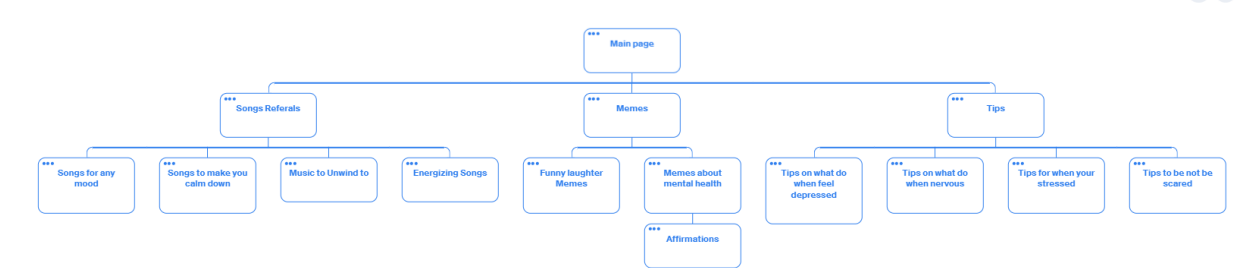 Main page
Songs Referals
Memes
Tips
Songs for any
mood
Songs to make you
calm down
Music to Unwind to
Energizing Songs
Funny laughter
Memes
Memes about
mental health
Tips on what do
when feel
depressed
Tips on what do
when nervous
Tips for when your
stressed
Tips to be not be
scared
Affirmations